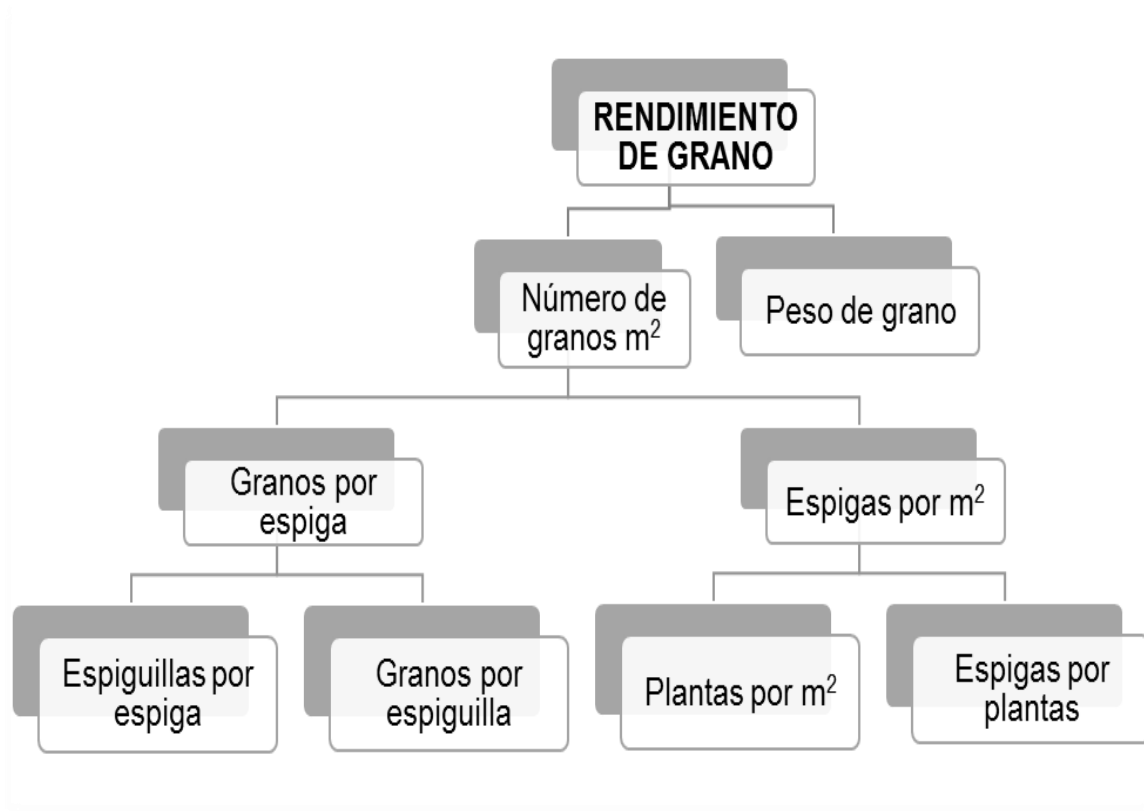 RENDIMIENTO
DE GRANO
Número de
granos m²
Peso de grano
Granos por
espiga
Espigas por m²
Espiguillas por
espiga
Granos por
espiguilla
Plantas por m²
Espigas por
plantas